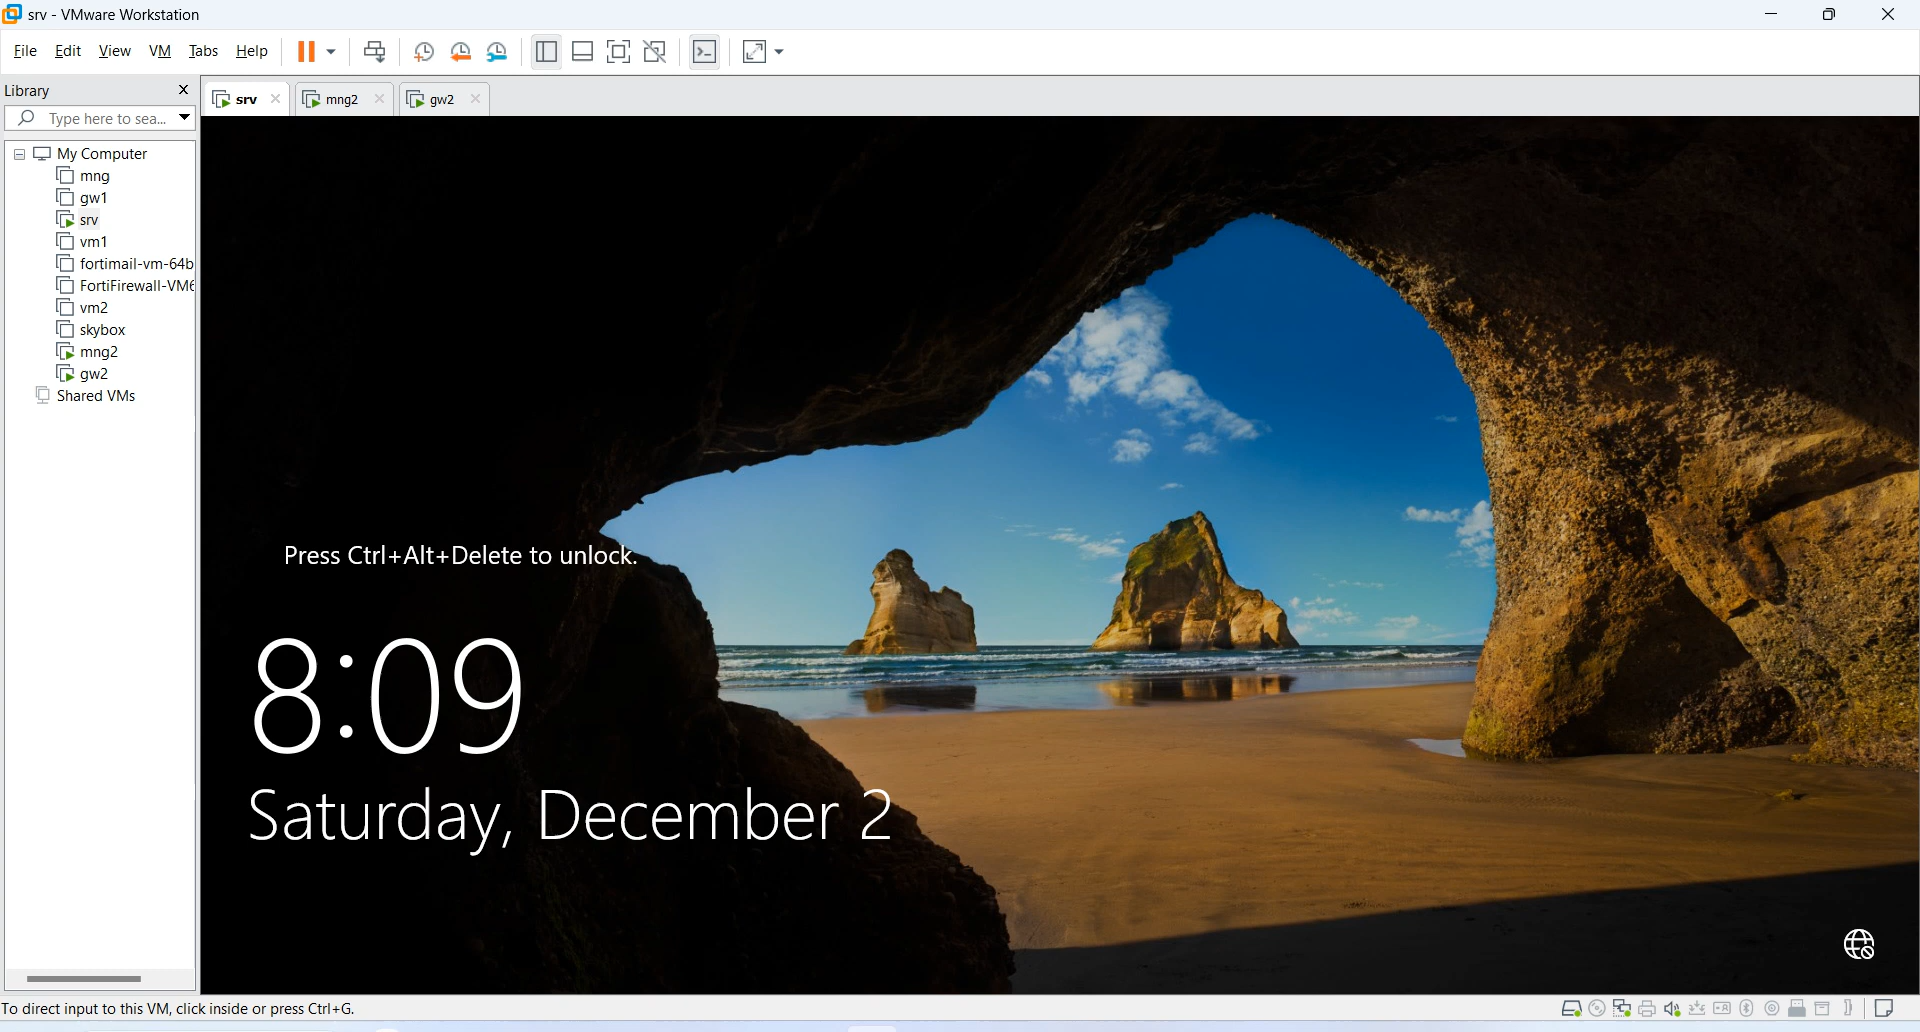 srv - VMware Workstation
File Edit View VM Tabs Help
Library
Type here to sea...
srv
mng2
gw2
My Computer
mng
gw1
srv
vm1
fortimail-vm-64b
FortiFirewall-VM6
vm2
skybox
mng2
gw2
Shared VMs
Press Ctrl+Alt+Delete to unlock.
8:09
Saturday, December 2
To direct input to this VM, click inside or press Ctrl+G.